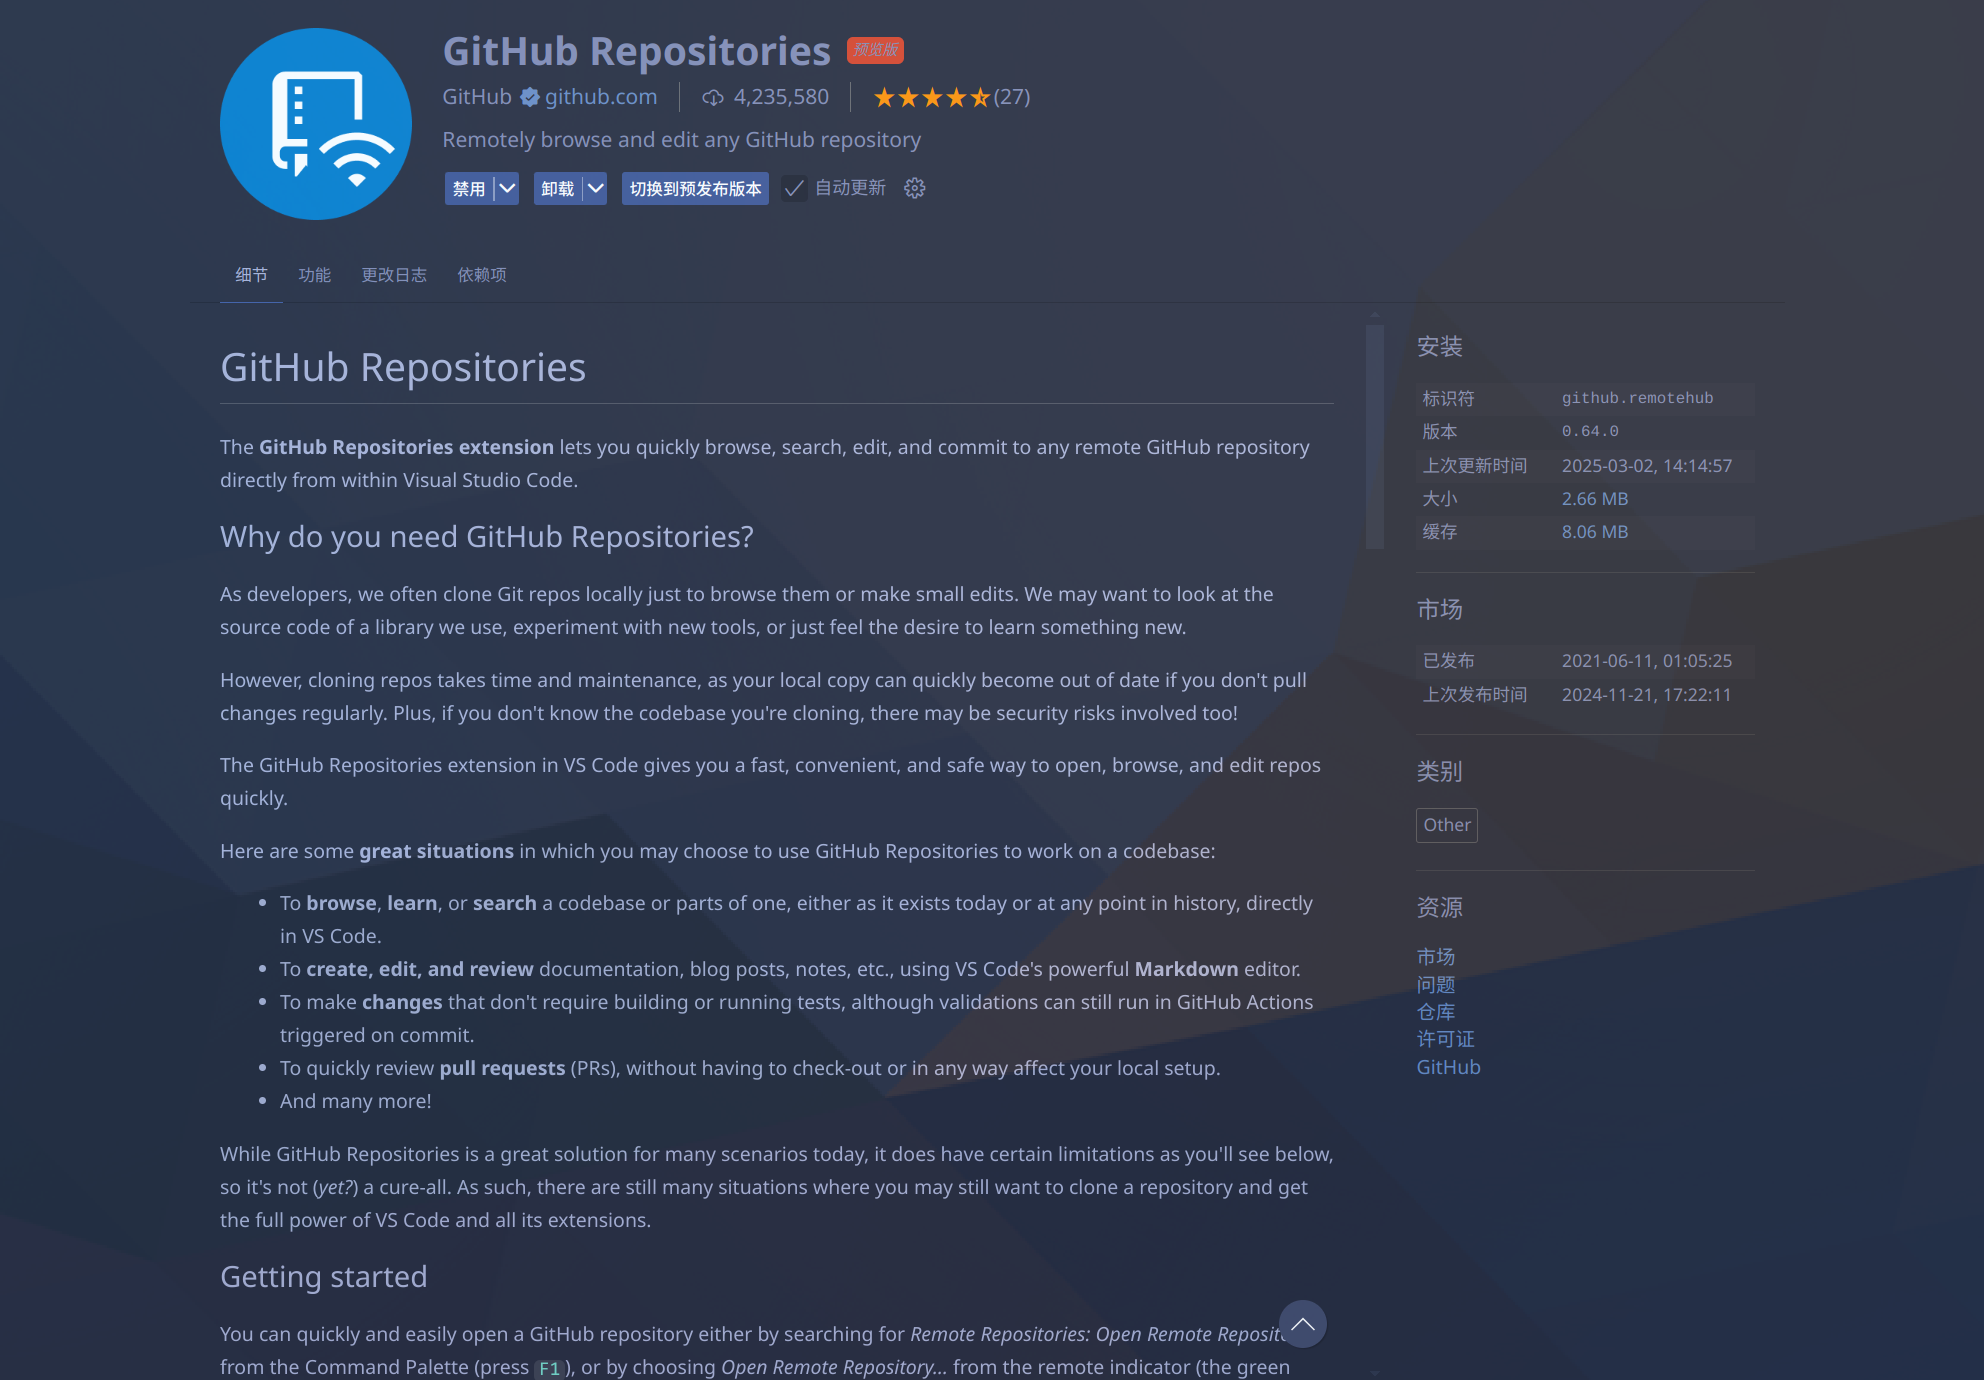 GitHub Repositories 预览版
GitHub github.com 4,235,580 (27)
Remotely browse and edit any GitHub repository
禁用 卸载 切换到预发布版本 自动更新
细节 功能 更改日志 依赖项
GitHub Repositories
The GitHub Repositories extension lets you quickly browse, search, edit, and commit to any remote GitHub repository
directly from within Visual Studio Code.
Why do you need GitHub Repositories?
As developers, we often clone Git repos locally just to browse them or make small edits. We may want to look at the
source code of a library we use, experiment with new tools, or just feel the desire to learn something new.
However, cloning repos takes time and maintenance, as your local copy can quickly become out of date if you don't pull
changes regularly. Plus, if you don't know the codebase you're cloning, there may be security risks involved too!
The GitHub Repositories extension in VS Code gives you a fast, convenient, and safe way to open, browse, and edit repos
quickly.
Here are some great situations in which you may choose to use GitHub Repositories to work on a codebase:
• To browse, learn, or search a codebase or parts of one, either as it exists today or at any point in history, directly
in VS Code.
• To create, edit, and review documentation, blog posts, notes, etc., using VS Code's powerful Markdown editor.
• To make changes that don't require building or running tests, although validations can still run in GitHub Actions
triggered on commit.
• To quickly review pull requests (PRs), without having to check-out or in any way affect your local setup.
• And many more!
While GitHub Repositories is a great solution for many scenarios today, it does have certain limitations as you'll see below,
so it's not (yet?) a cure-all. As such, there are still many situations where you may still want to clone a repository and get
the full power of VS Code and all its extensions.
Getting started
You can quickly and easily open a GitHub repository either by searching for Remote Repositories: Open Remote
from the Command Palette (press F1), or by choosing Open Remote Repository... from the remote indicator (the green
安装
标识符 github.remotehub
版本 0.64.0
上次更新时间 2025-03-02, 14:14:57
大小 2.66 MB
缓存 8.06 MB
市场
已发布 2021-06-11, 01:05:25
上次发布时间 2024-11-21, 17:22:11
类别
Other
资源
市场
问题
仓库
许可证
GitHub